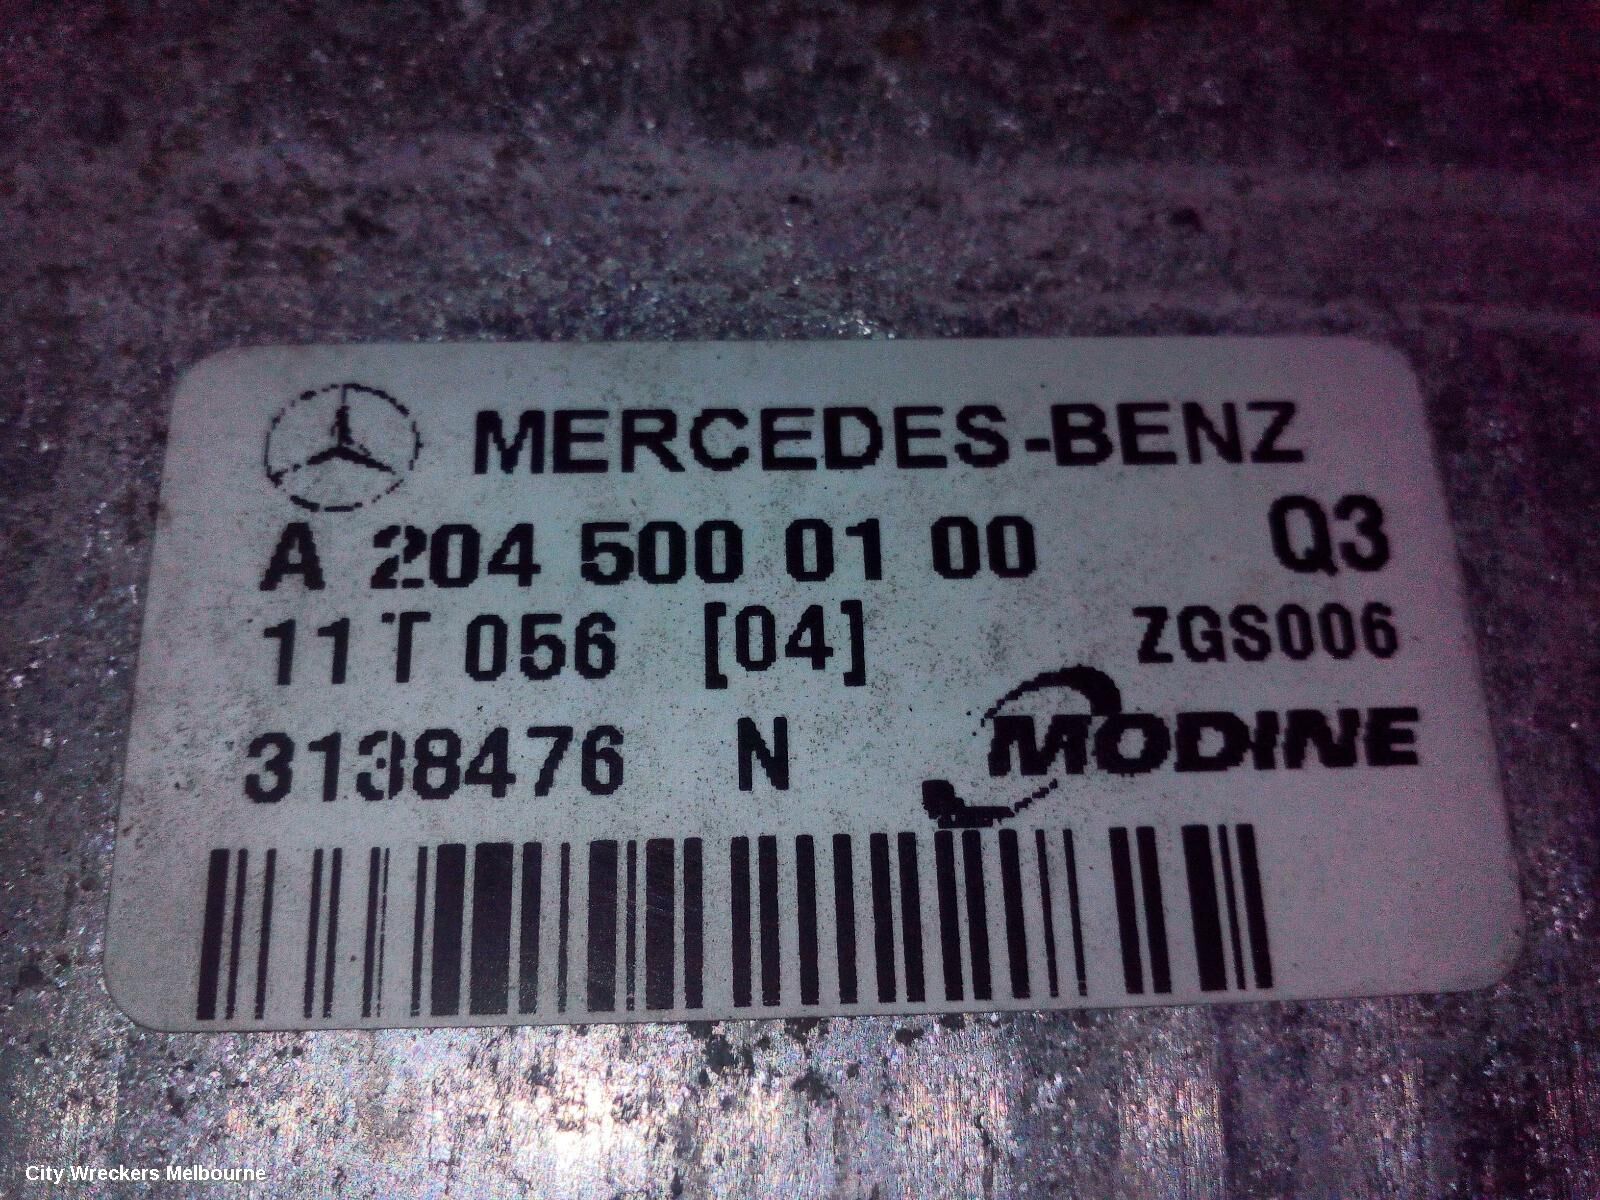 MERCEDES-BENZ
A 204 500 01 00 Q3
11 T 056 [04] ZGS006
3138476 N MODINE
City Wreckers Melbourne